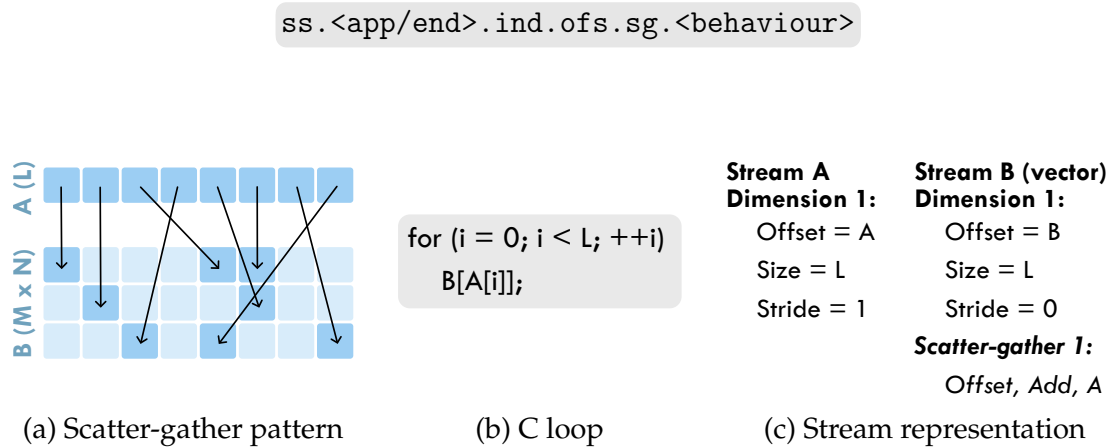 ss.<app/end>.ind.ofs.sg.<behaviour>
A (L)
B (M x N)
(a) Scatter-gather pattern
for (i = 0; i < L; ++i)
B[A[i]];
(b) C loop
Stream A
Dimension 1:
Offset = A
Size = L
Stride = 1
Stream B (vector)
Dimension 1:
Offset = B
Size = L
Stride = 0
Scatter-gather 1:
Offset, Add, A
(c) Stream representation